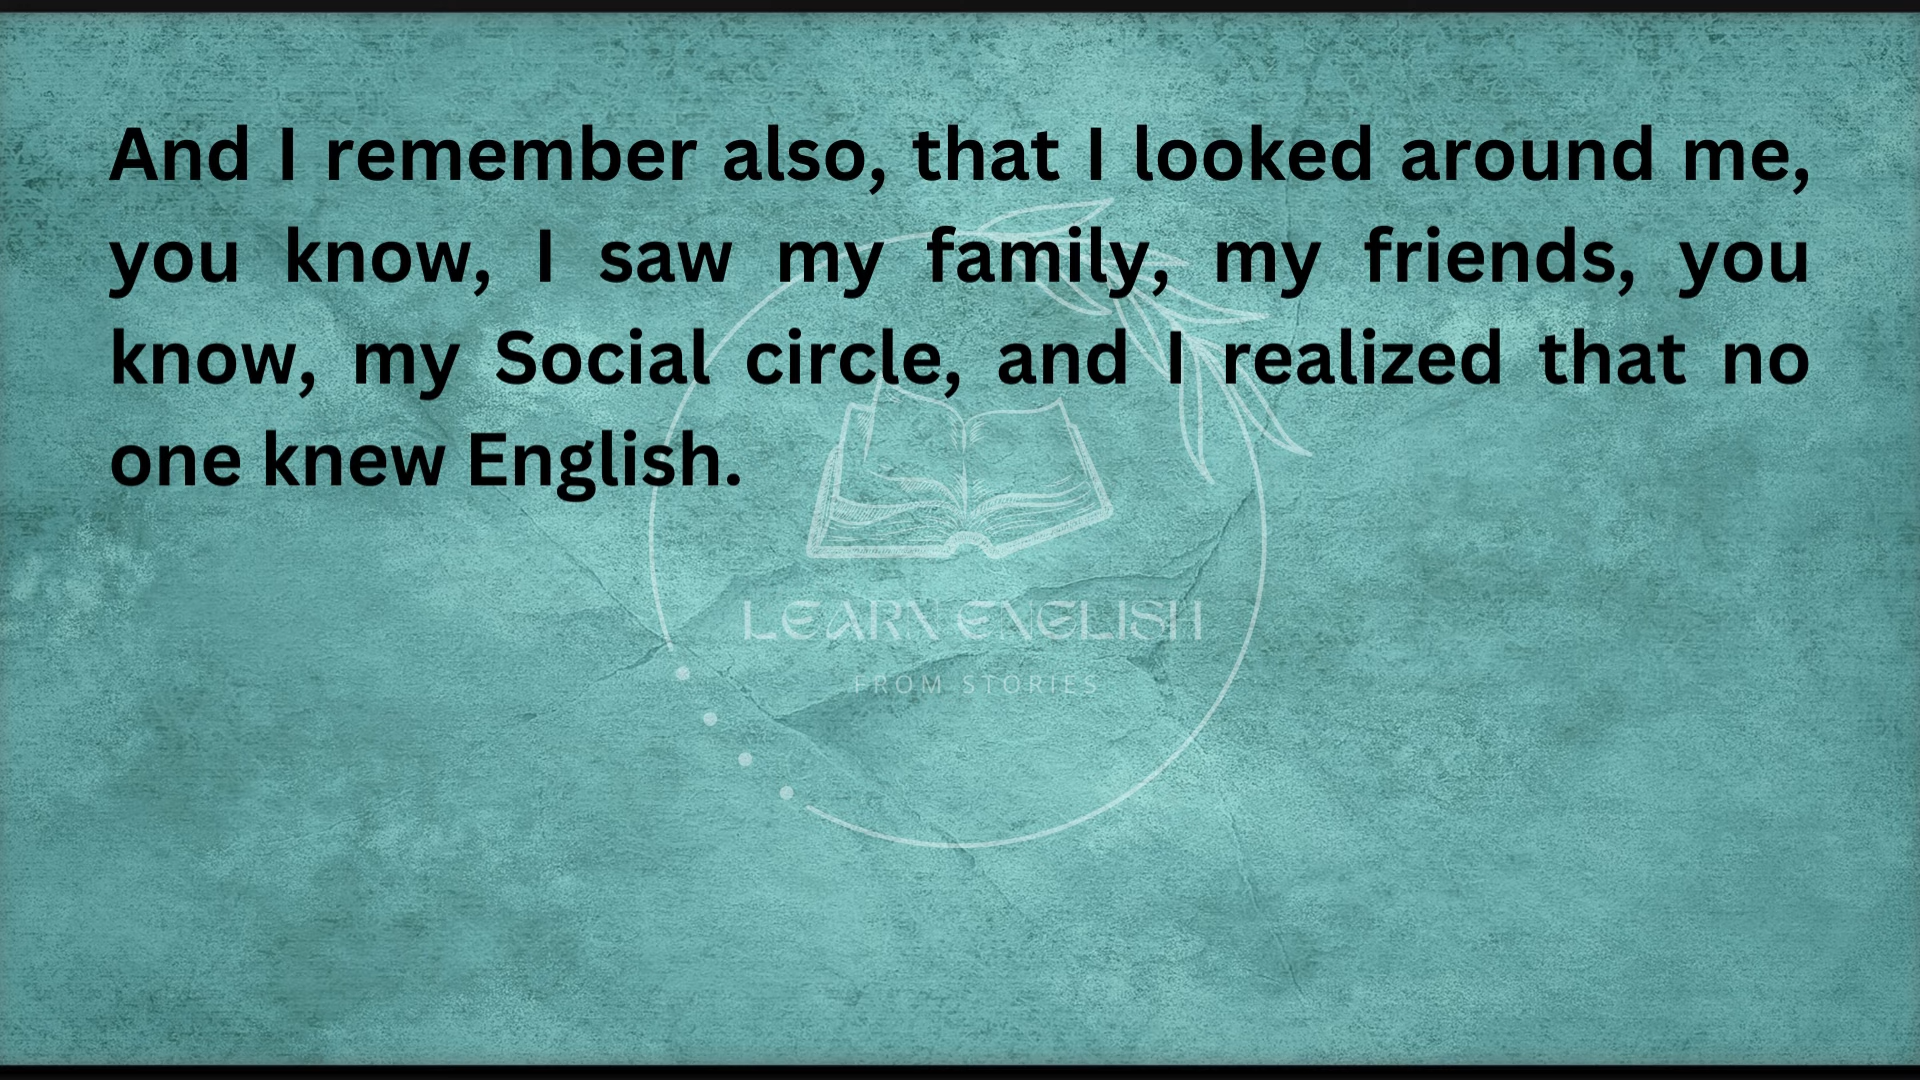 And I remember also, that I looked around me,
you know, I saw my family, my friends, you
know, my Social circle, and I realized that no
one knew English.
LEARN ENGLISH
FROM STORIES